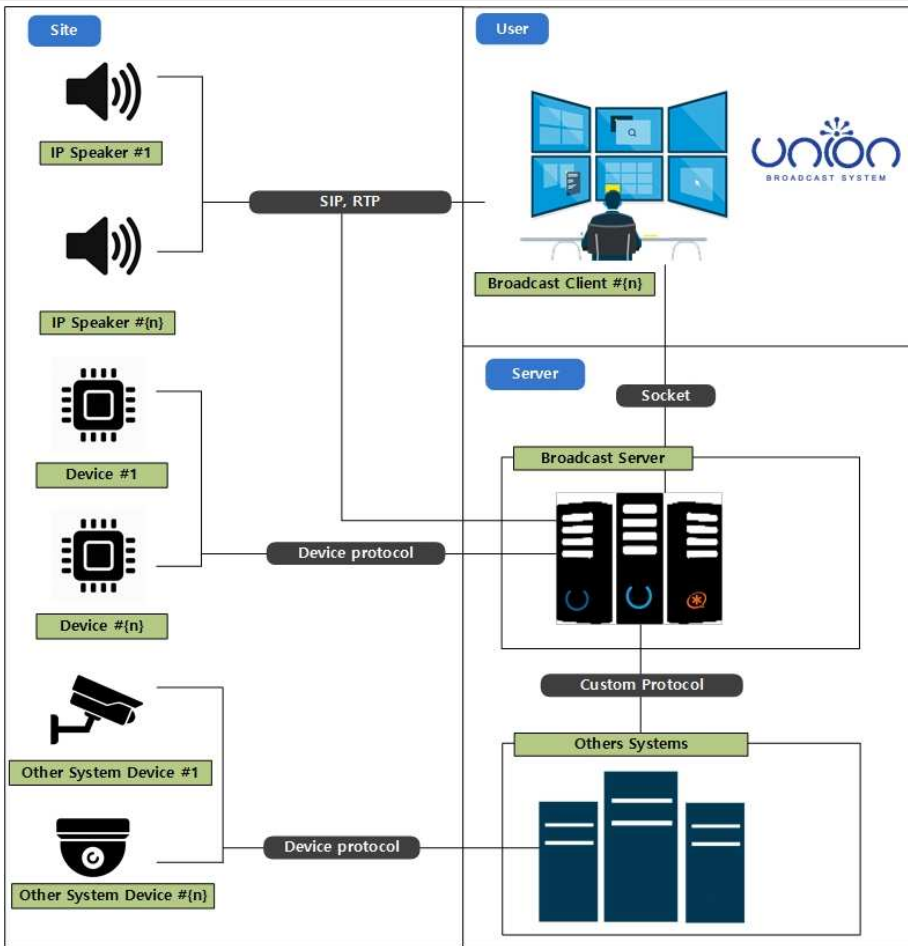 Site
IP Speaker #1
IP Speaker #{n}
SIP, RTP
Device #1
Device #{n}
Device protocol
Other System Device #1
Other System Device #{n}
Device protocol
User
union
BROADCAST SYSTEM
Broadcast Client #{n}
Server
Socket
Broadcast Server
Custom Protocol
Others Systems